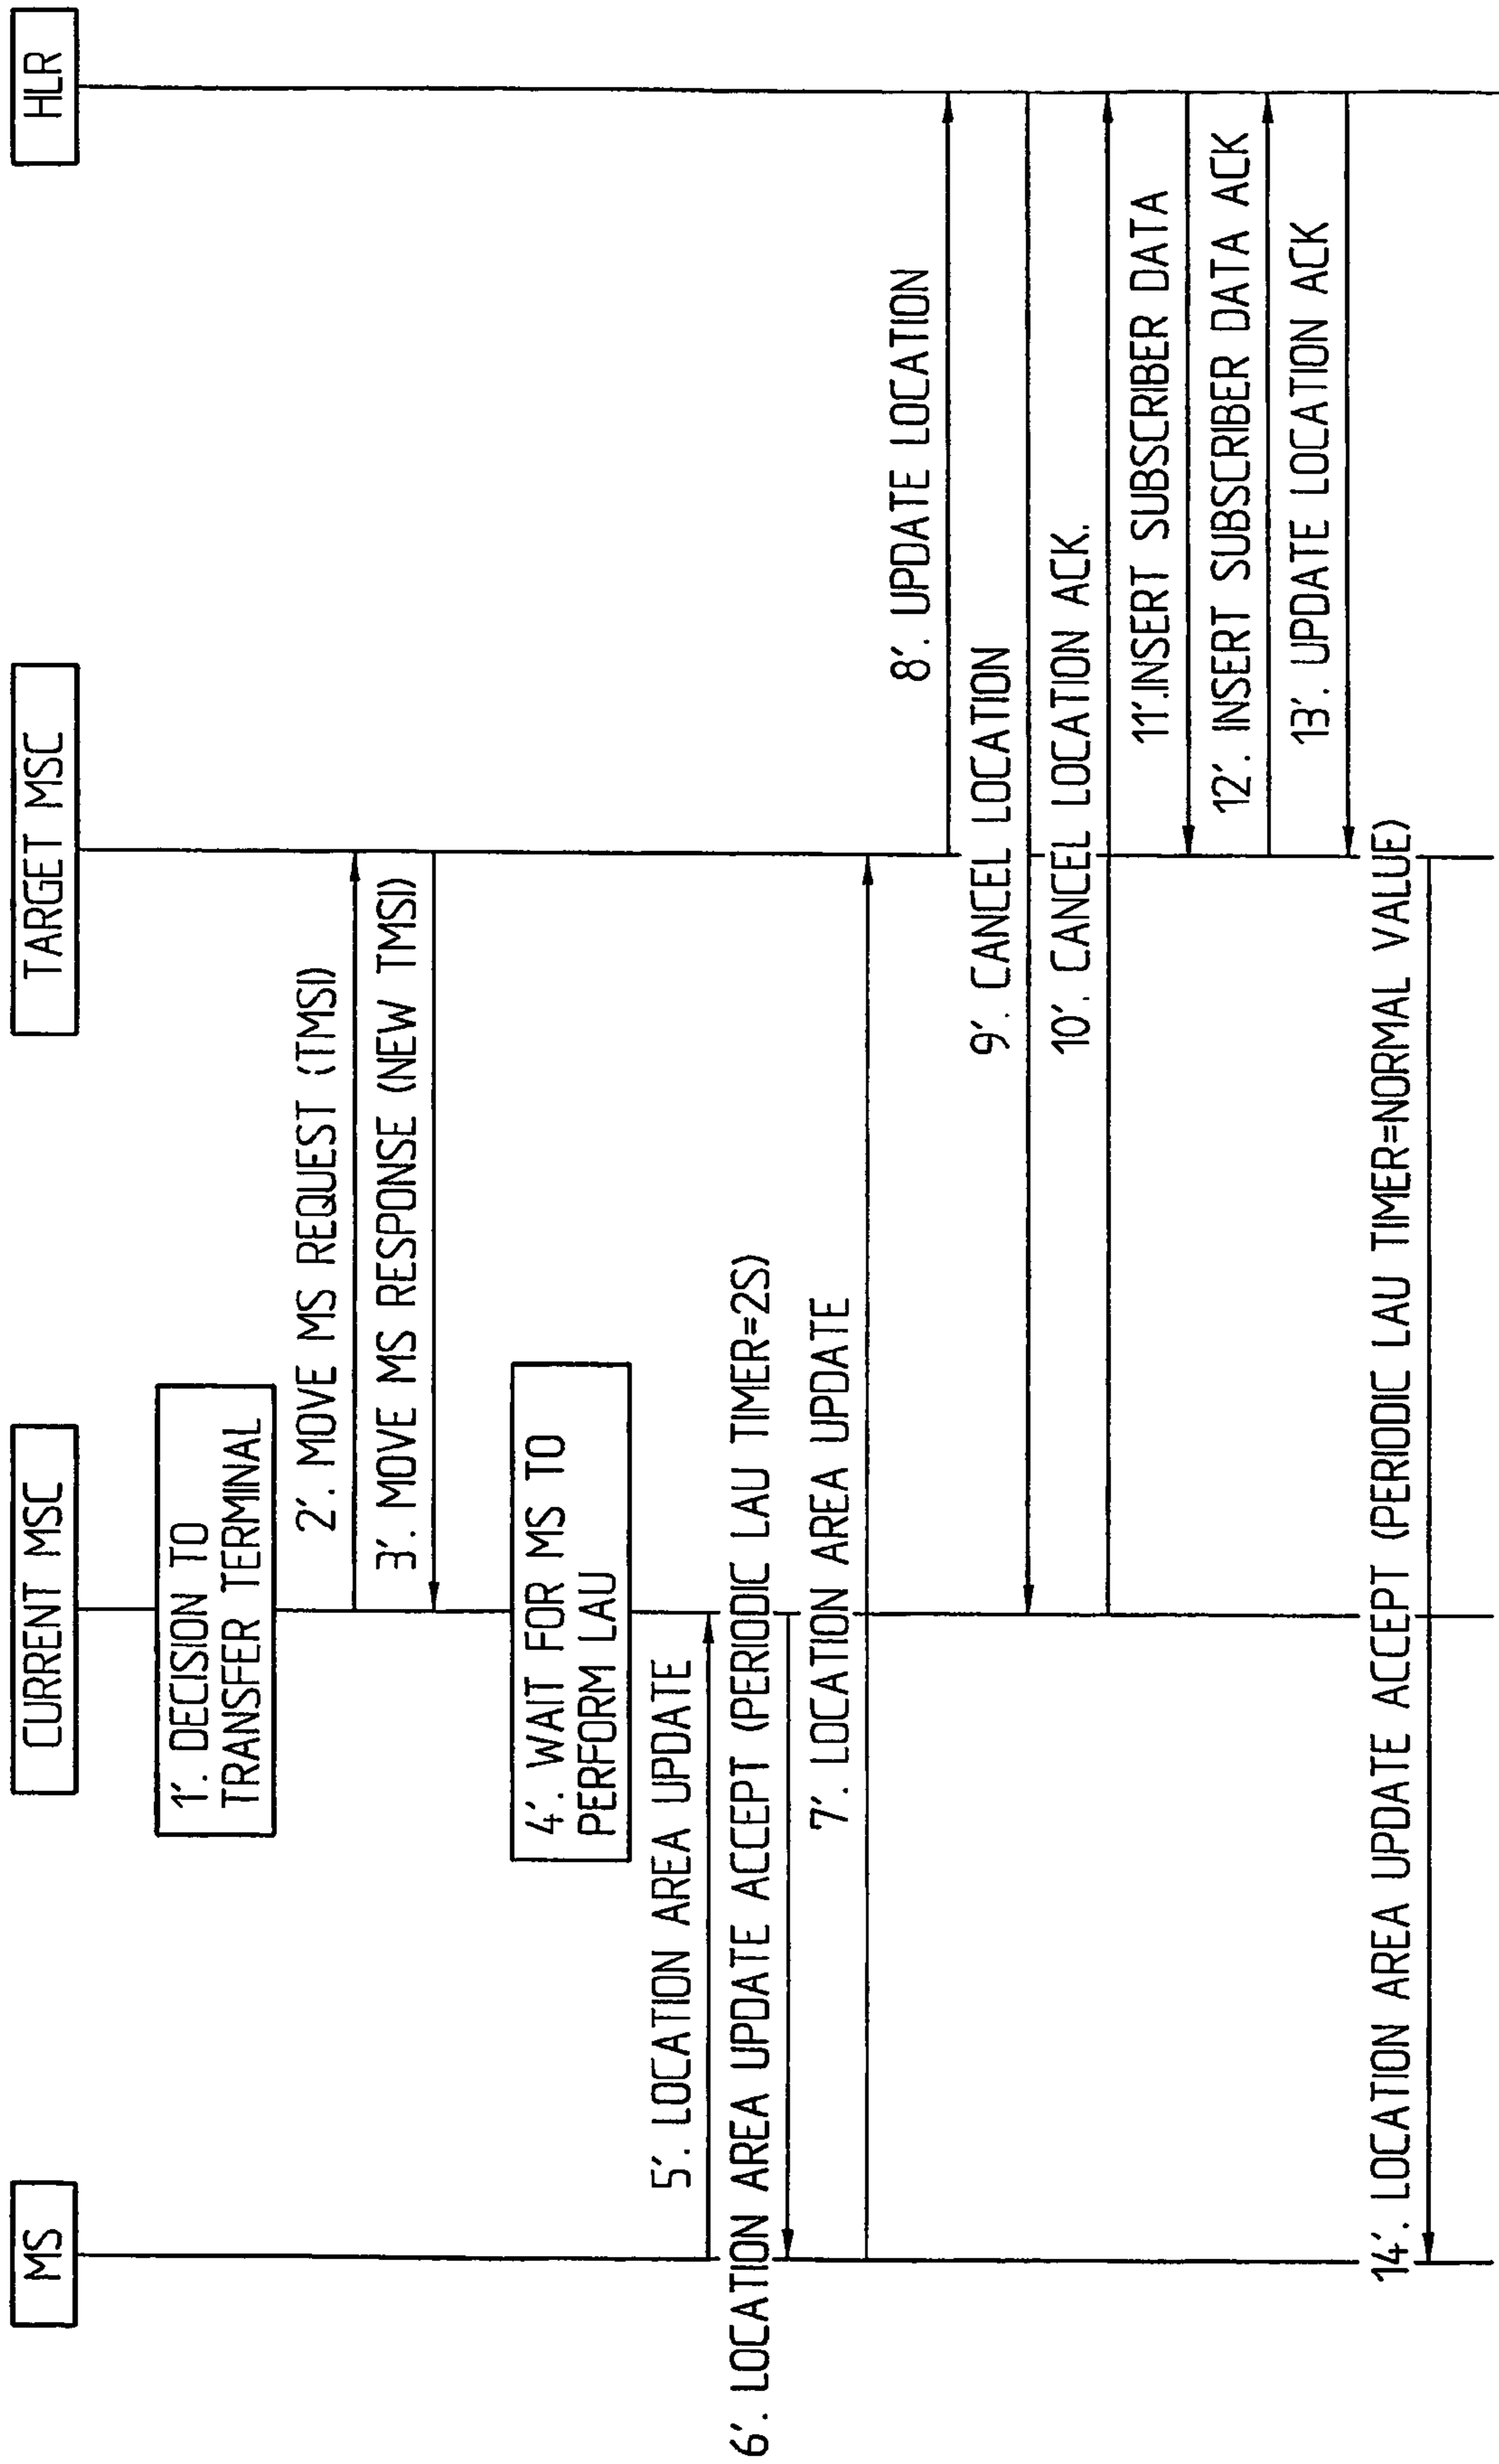 MS
CURRENT MSC
TARGET MSC
HLR
1'. DECISION TO
TRANSFER TERMINAL
2'. MOVE MS REQUEST (TMSI)
3'. MOVE MS RESPONSE (NEW TMSI)
4'. WAIT FOR MS TO
PERFORM LAU
5'. LOCATION AREA UPDATE
6'. LOCATION AREA UPDATE ACCEPT (PERIODIC LAU TIMER=2S)
7'. LOCATION AREA UPDATE
8'. UPDATE LOCATION
9'. CANCEL LOCATION
10'. CANCEL LOCATION ACK.
11'.INSERT SUBSCRIBER DATA
12'. INSERT SUBSCRIBER DATA ACK
13'. UPDATE LOCATION ACK
14'. LOCATION AREA UPDATE ACCEPT (PERIODIC LAU TIMER=NORMAL VALUE)